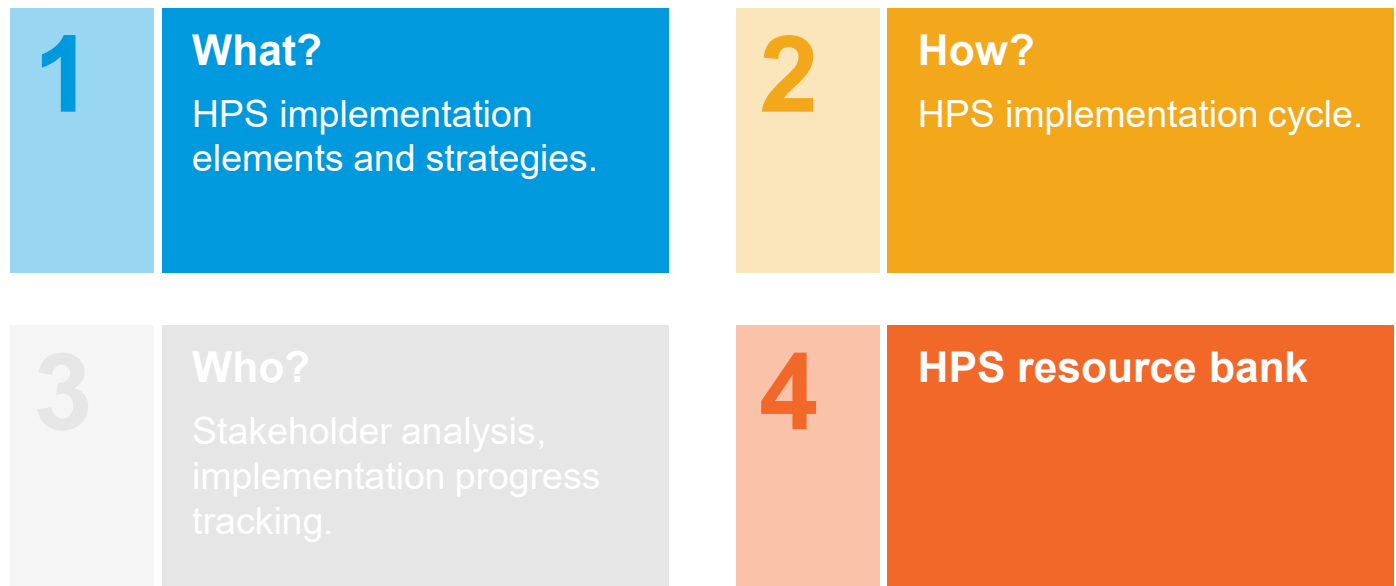 1
What?
HPS implementation
elements and strategies.
2
How?
HPS implementation cycle.
3
Who?
Stakeholder analysis,
implementation progress
tracking.
4
HPS resource bank